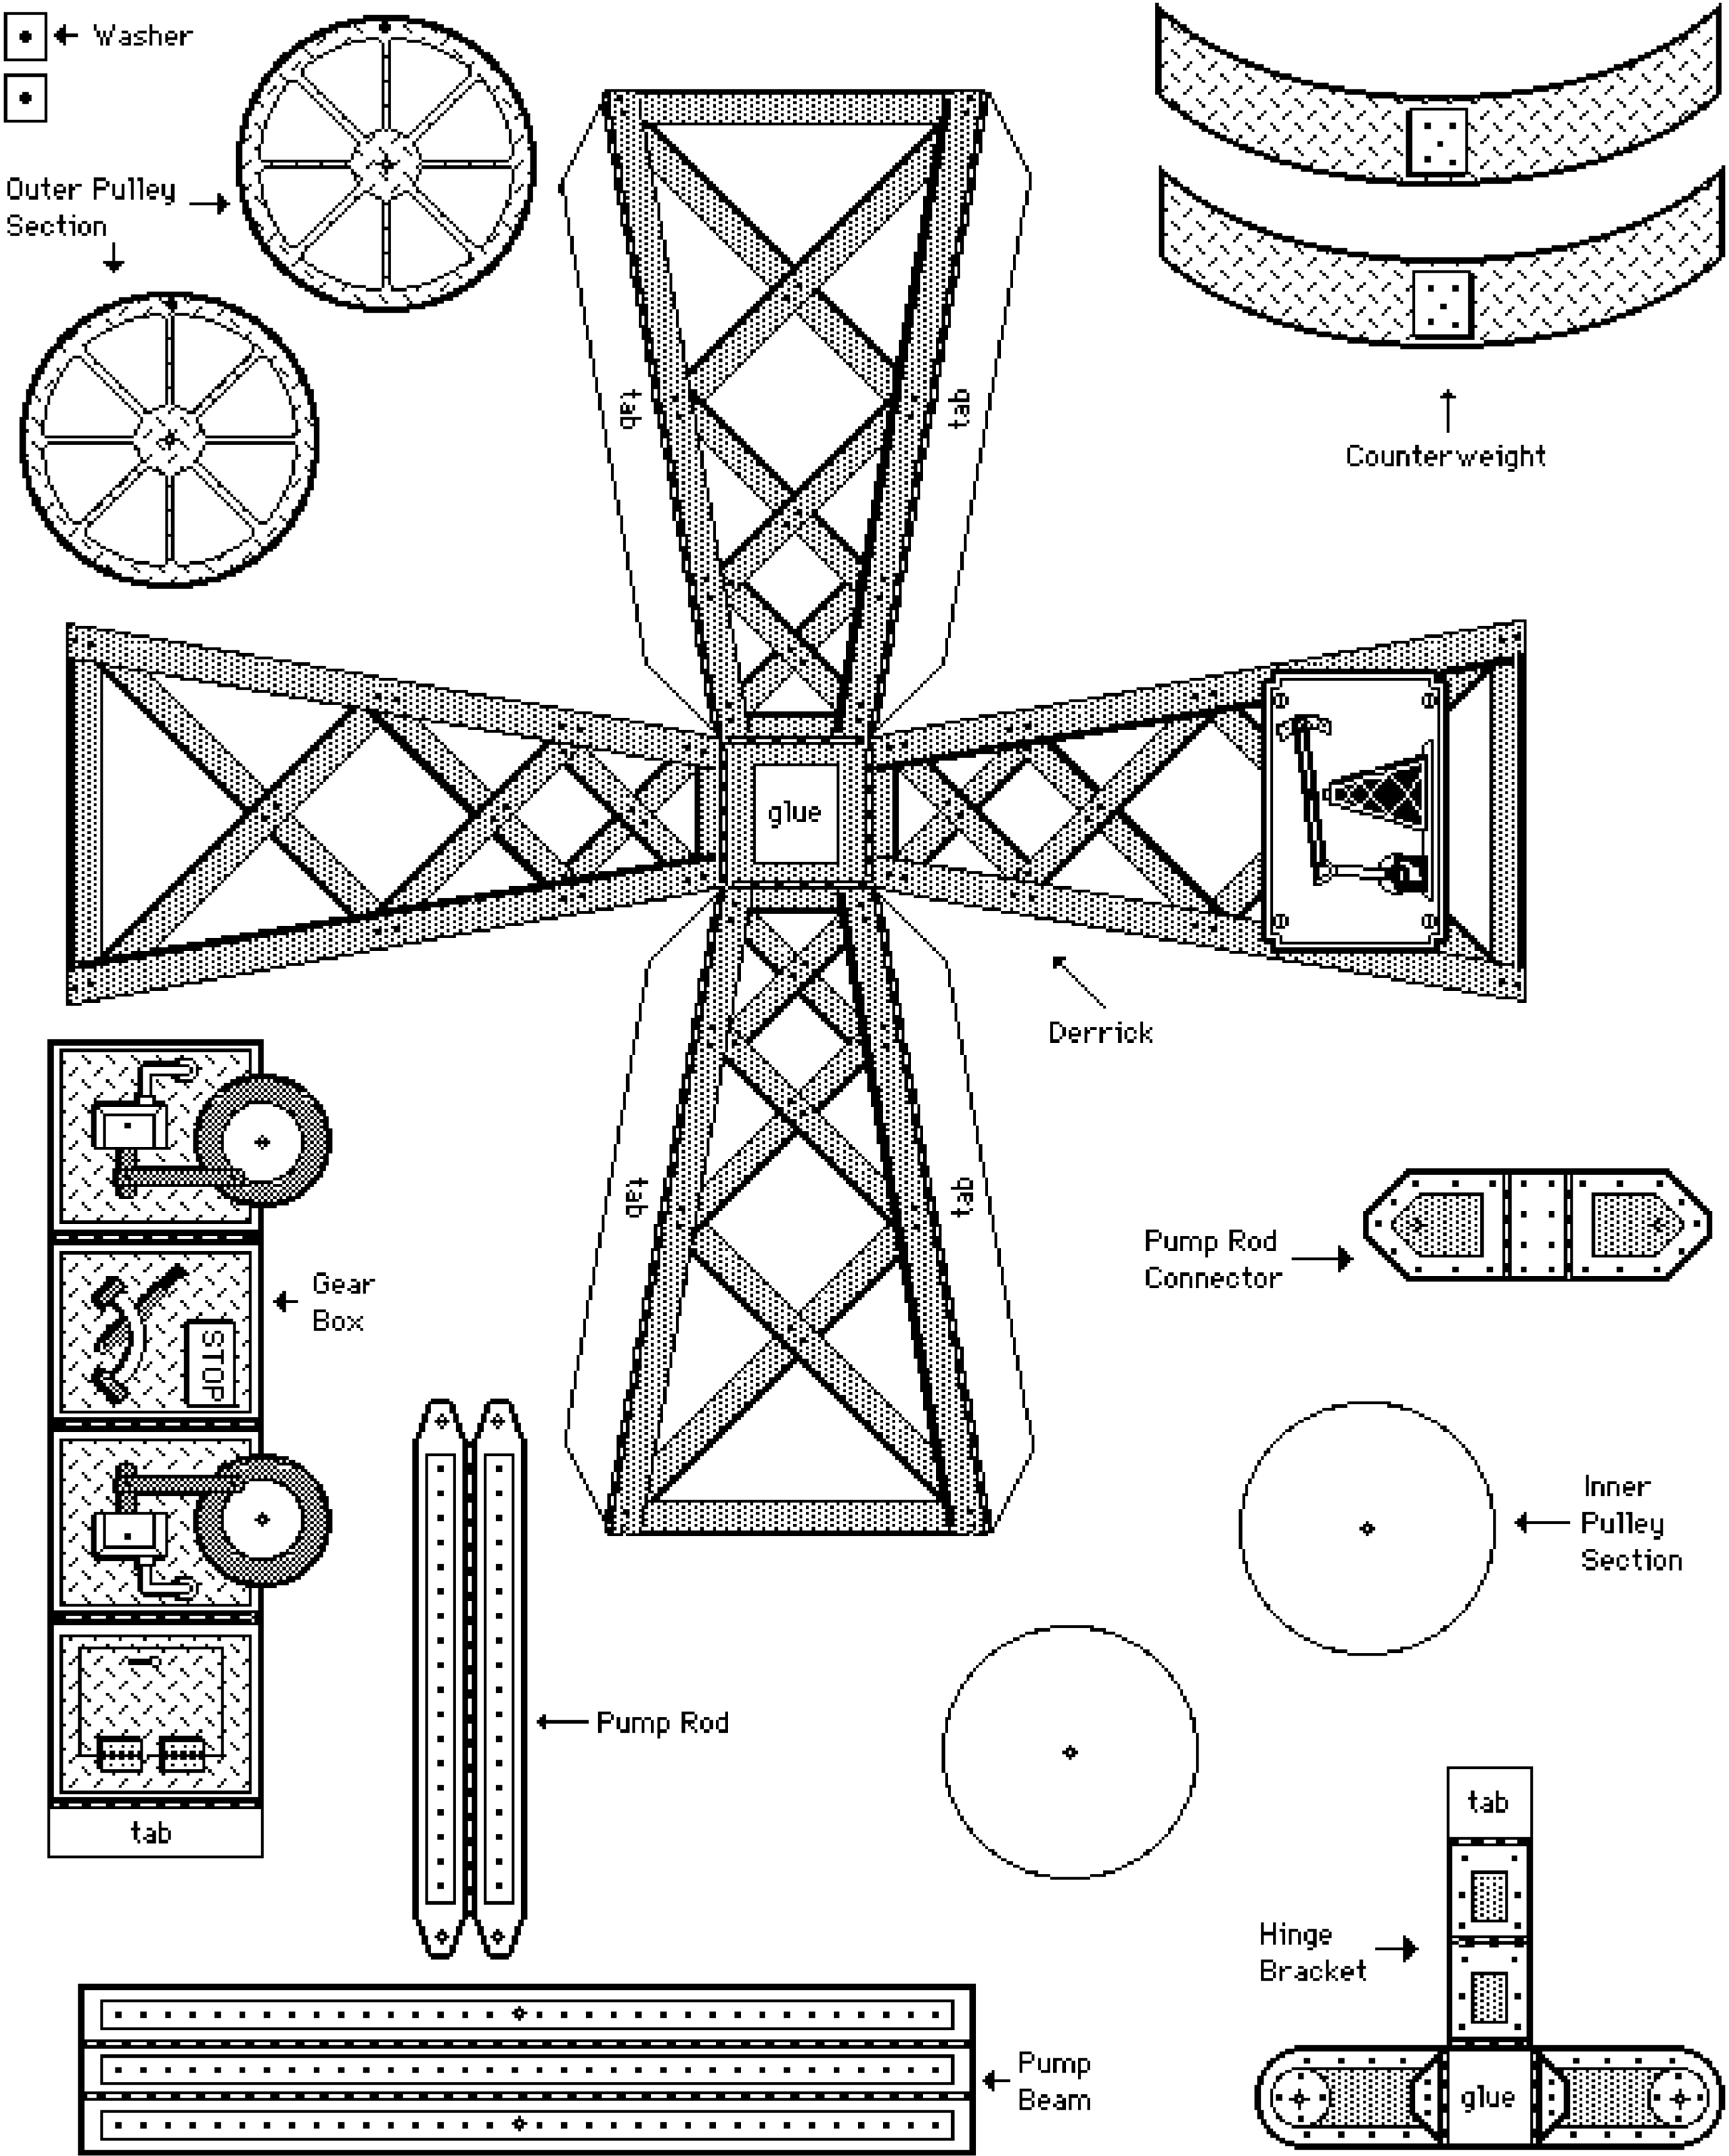 Washer
Outer Pulley
Section
tab
tab
Counterweight
glue
Derrick
tab
tab
Pump Rod
Connector
Gear
Box
STOP
Inner
Pulley
Section
Pump Rod
tab
tab
Hinge
Bracket
Pump
Beam
glue